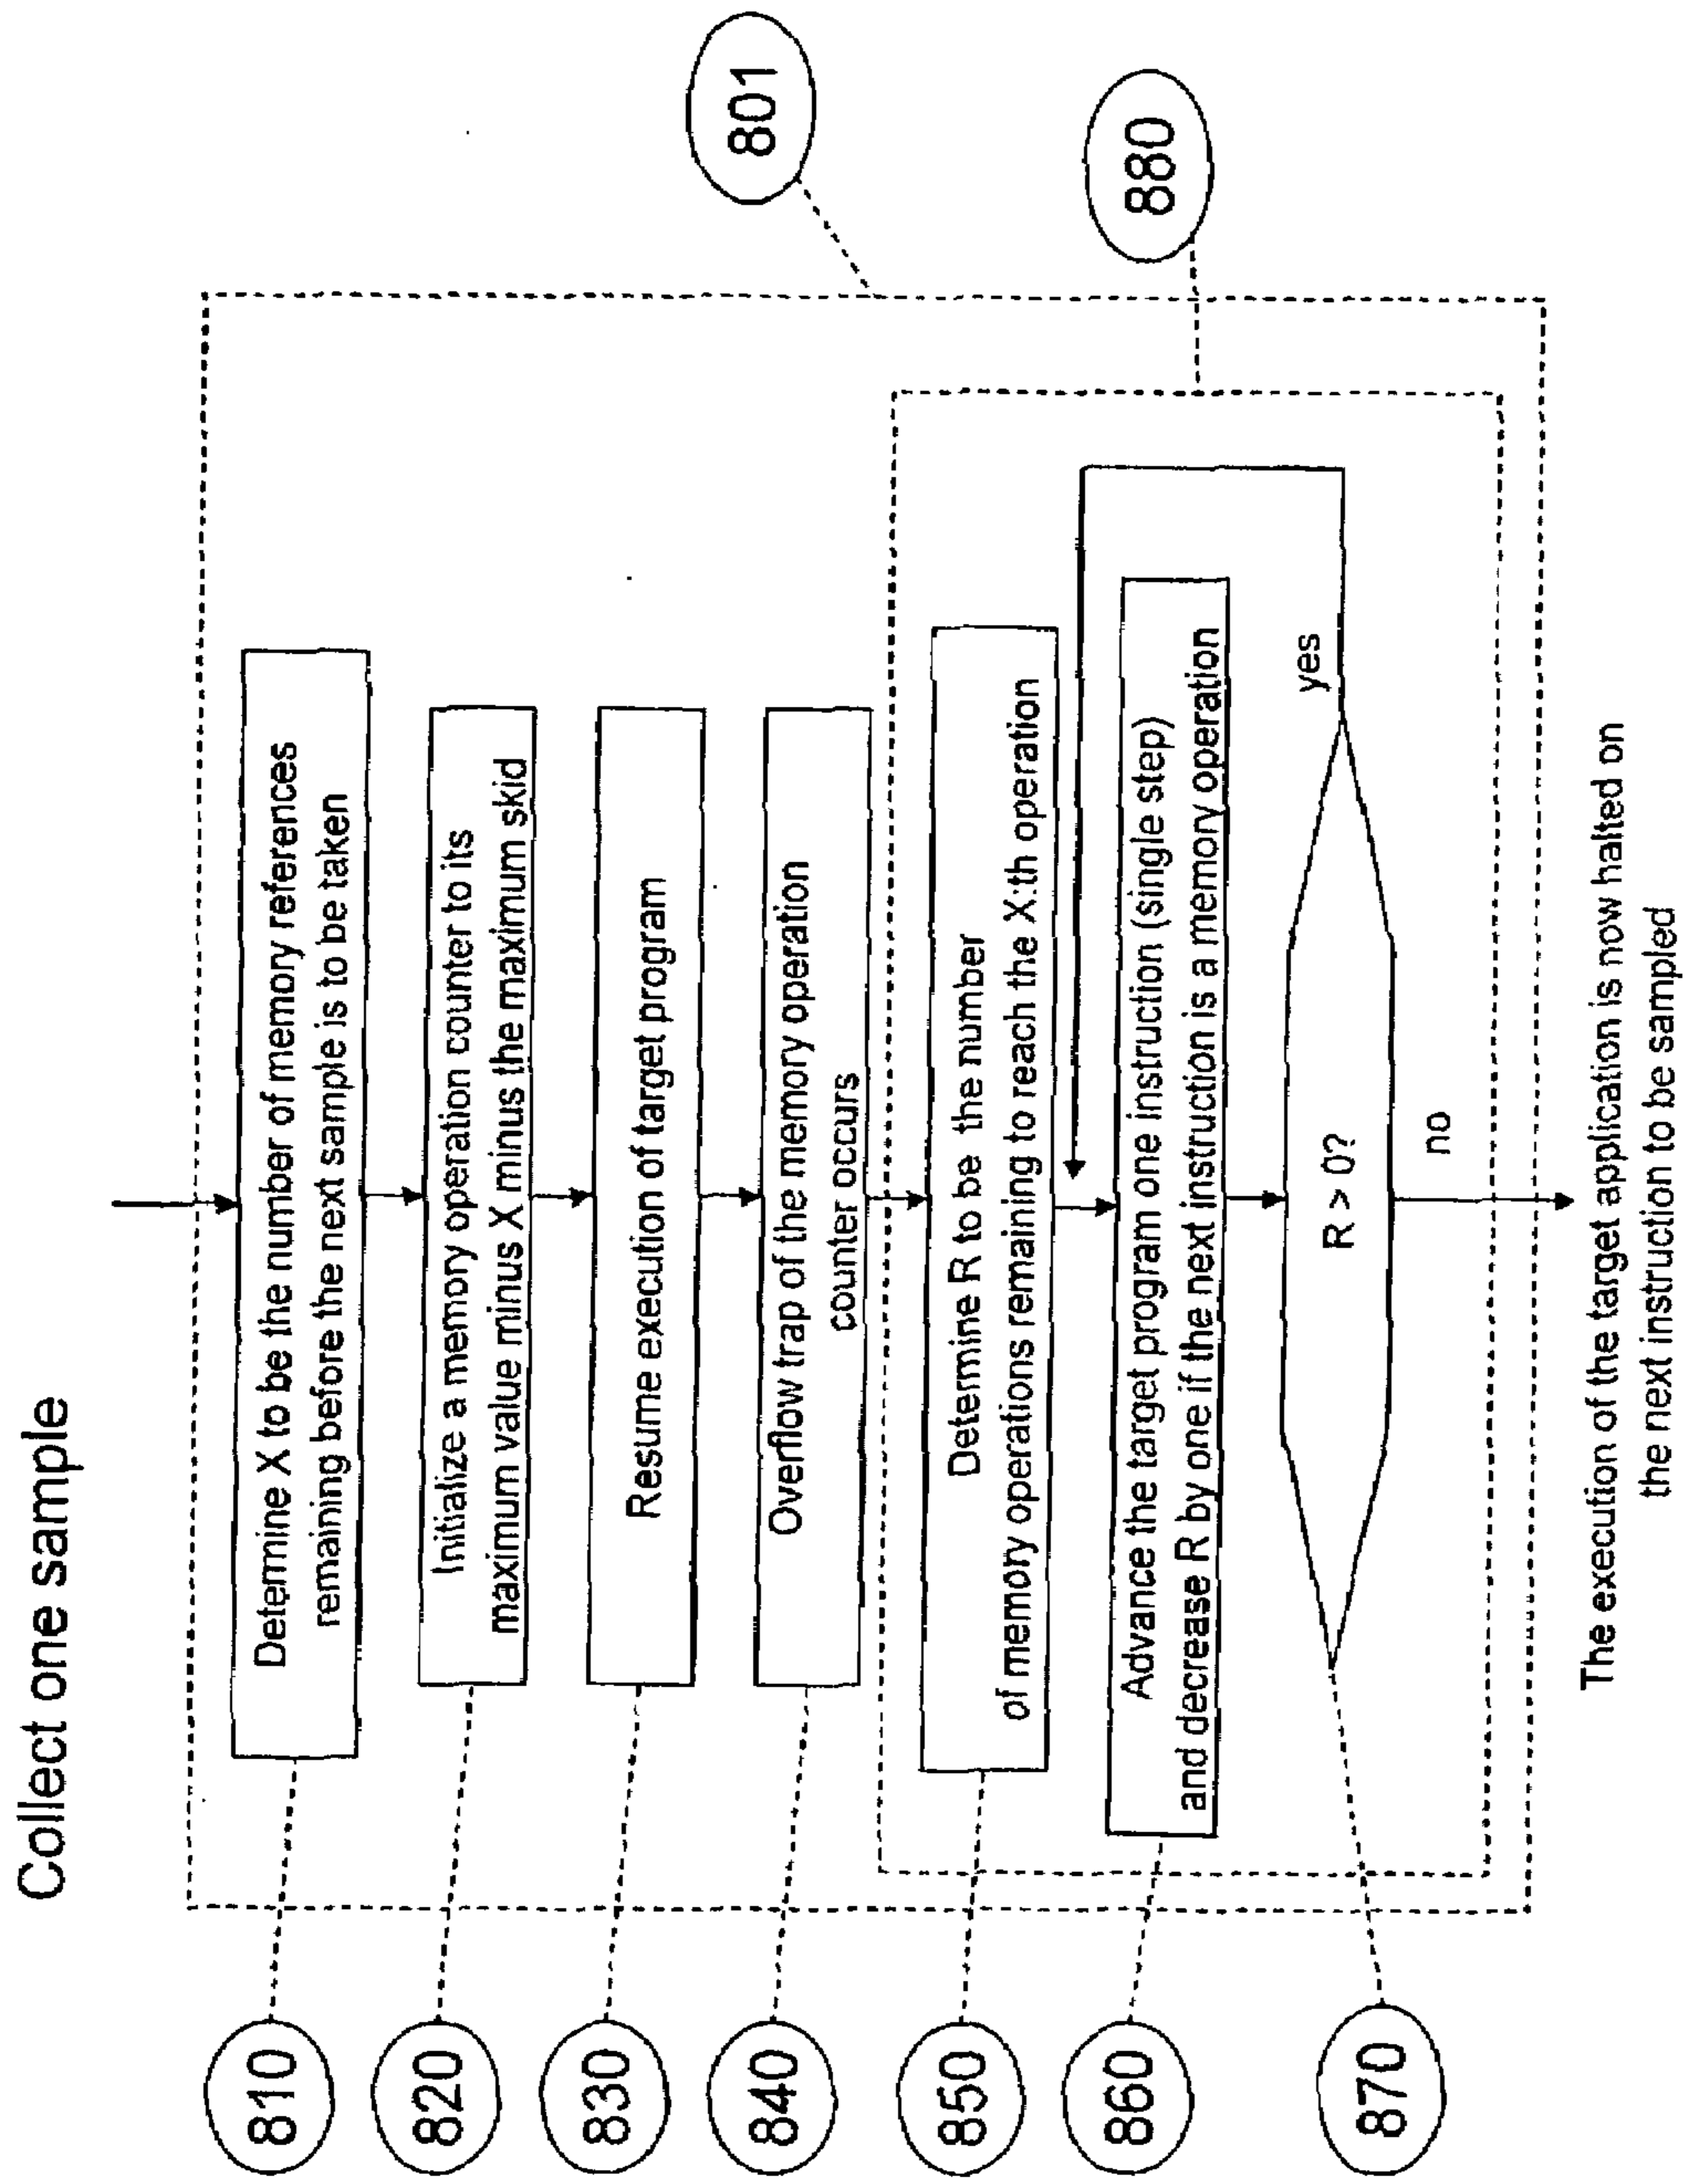 Collect one sample
801
810
Determine X to be the number of memory references
remaining before the next sample is to be taken
820
Initialize a memory operation counter to its
maximum value minus X minus the maximum skid
830
Resume execution of target program
840
Overflow trap of the memory operation
counter occurs
880
850
Determine R to be the number
of memory operations remaining to reach the X:th operation
860
Advance the target program one instruction (single step)
and decrease R by one if the next instruction is a memory operation
870
R > 0?
yes
no
The execution of the target application is now halted on
the next instruction to be sampled